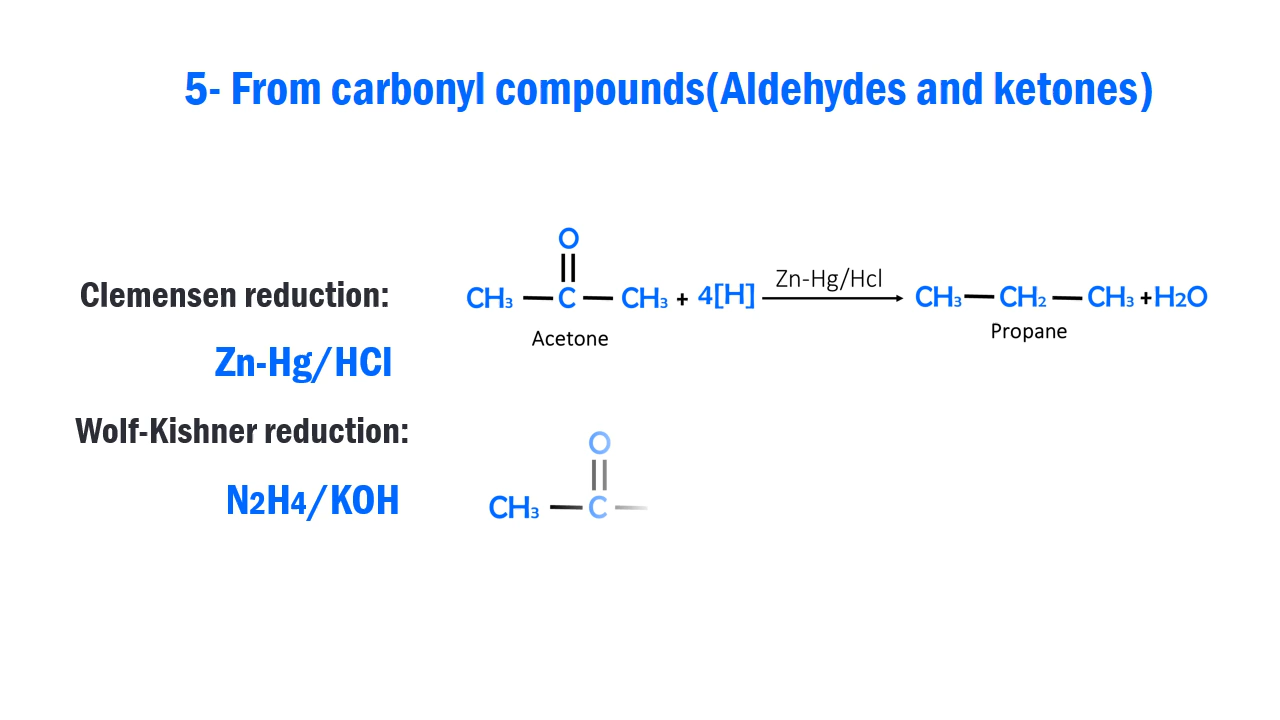 5- From carbonyl compounds(Aldehydes and ketones)
Clemensen reduction:
Zn-Hg/HCl
O
CH₃ — C — CH₃ + 4[H] Zn-Hg/Hcl CH₃ — CH₂ — CH₃ + H₂O
Acetone
Propane
Wolf-Kishner reduction:
N₂H₄/KOH
O
CH₃ — C —